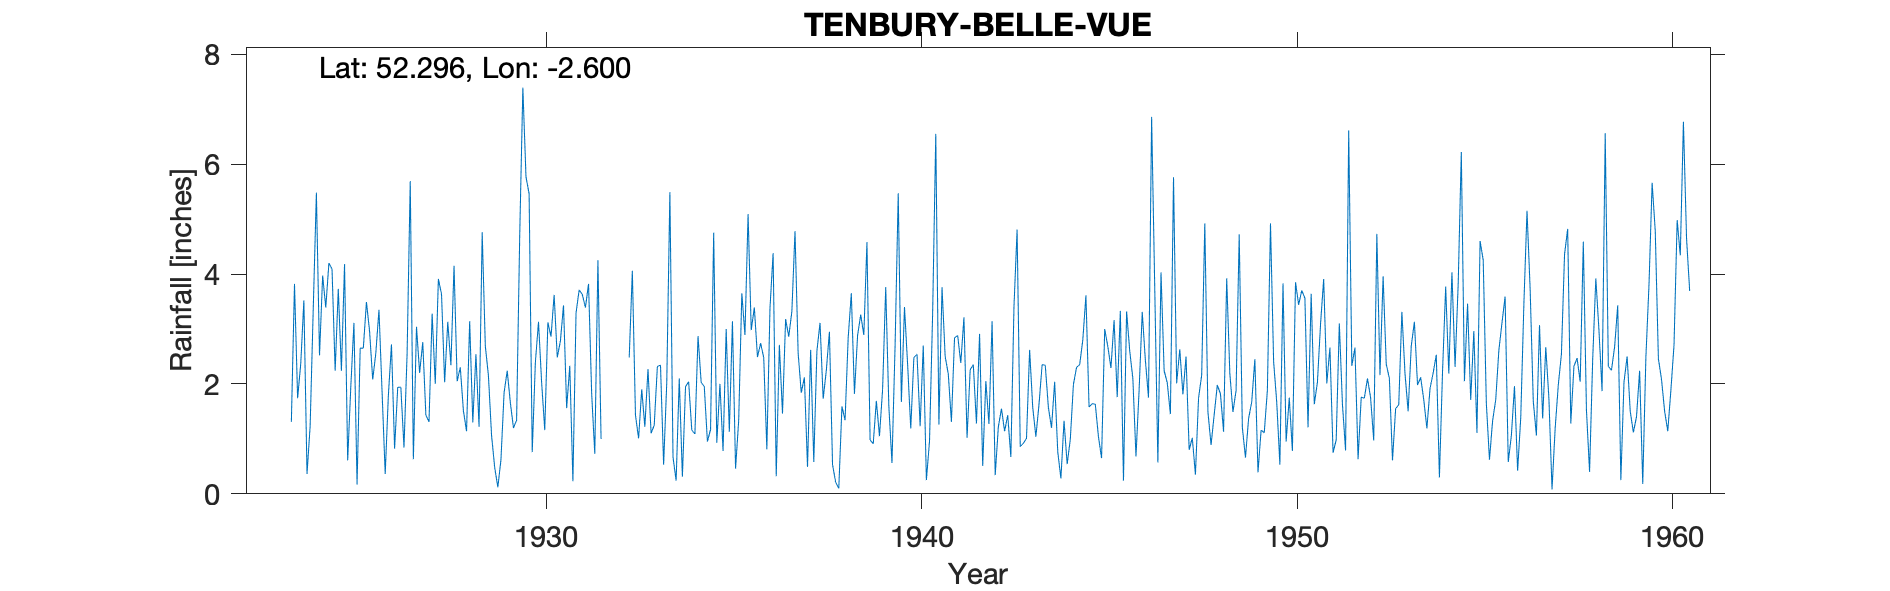 TENBURY-BELLE-VUE
Lat: 52.296, Lon: -2.600
Rainfall [inches]
8
6
4
2
0
1930 1940 1950 1960
Year